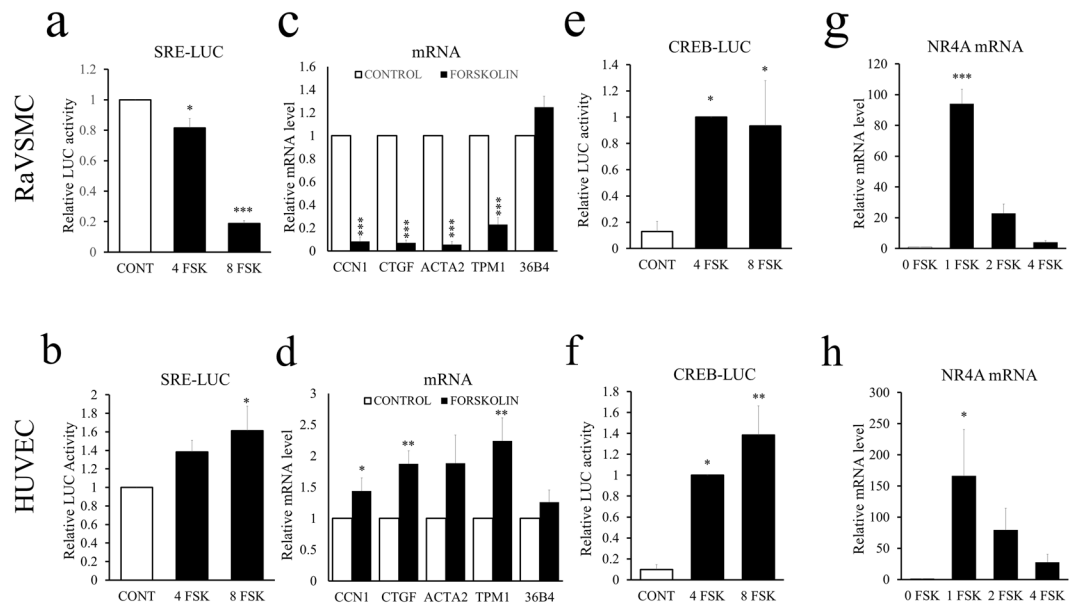 RaVSMC
a
SRE-LUC
Relative LUC activity
1.2
1
0.8
0.6
0.4
0.2
0
*
***
CONT 4 FSK 8 FSK
c
mRNA
CONTROL FORSKOLIN
Relative mRNA level
1.6
1.4
1.2
1
0.8
0.6
0.4
0.2
0
*** *** *** ***
CCN1 CTGF ACTA2 TPM1 36B4
e
CREB-LUC
Relative LUC activity
1.4
1.2
1
0.8
0.6
0.4
0.2
0
* *
CONT 4 FSK 8 FSK
g
NR4A mRNA
Relative mRNA level
120
100
80
60
40
20
0
***
0 FSK 1 FSK 2 FSK 4 FSK
HUVEC
b
SRE-LUC
Relative LUC Activity
2
1.8
1.6
1.4
1.2
1
0.8
0.6
0.4
0.2
0
*
CONT 4 FSK 8 FSK
d
mRNA
CONTROL FORSKOLIN
Relative mRNA level
3
2.5
2
1.5
1
0.5
0
* ** **
CCN1 CTGF ACTA2 TPM1 36B4
f
CREB-LUC
Relative LUC activity
1.8
1.6
1.4
1.2
1
0.8
0.6
0.4
0.2
0
* **
CONT 4 FSK 8 FSK
h
NR4A mRNA
Relative mRNA level
300
250
200
150
100
50
0
*
0 FSK 1 FSK 2 FSK 4 FSK